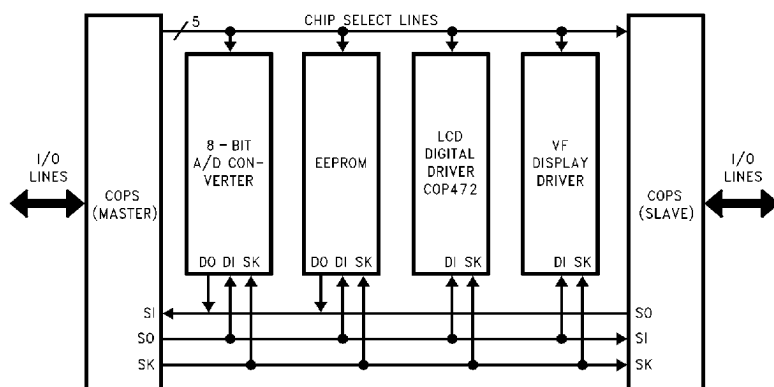 5
CHIP SELECT LINES
I/O
LINES
COPS
(MASTER)
8-BIT
A/D CON-
VERTER
EEPROM
LCD
DIGITAL
DRIVER
COP472
VF
DISPLAY
DRIVER
COPS
(SLAVE)
I/O
LINES
DO DI SK
DO DI SK
DI SK
DI SK
SI
SO
SO
SI
SK
SK